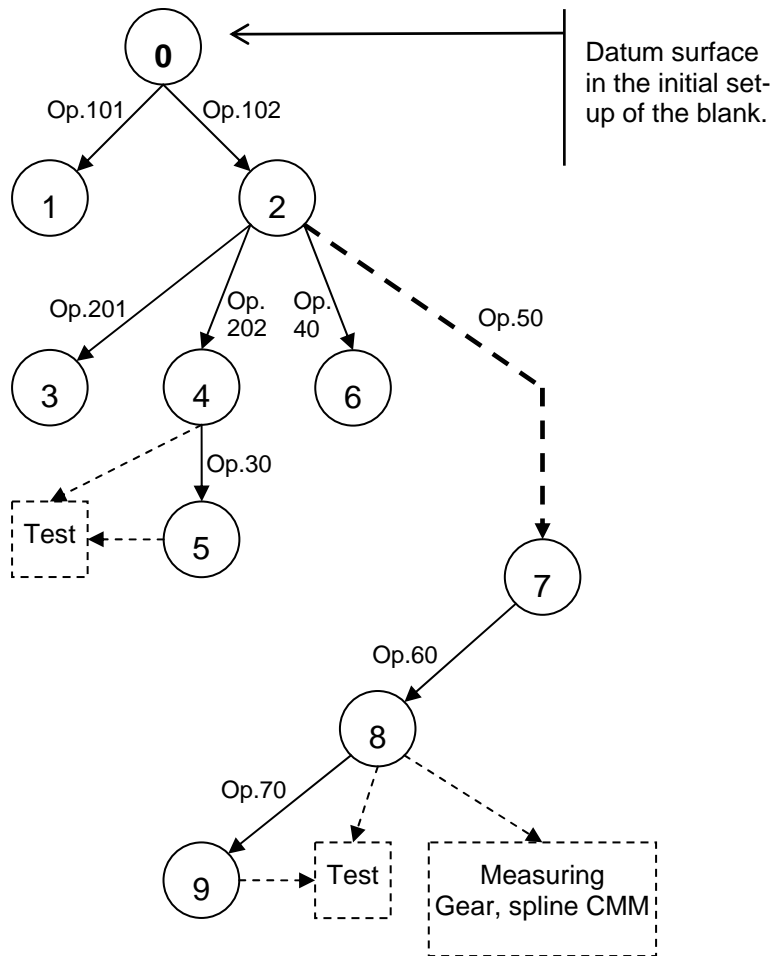 0
Datum surface
in the initial set-
up of the blank.
Op.101
Op.102
1
2
Op.201
Op.
202
Op.
40
Op.50
3
4
6
Op.30
Test
5
7
Op.60
8
Op.70
9
Test
Measuring
Gear, spline CMM